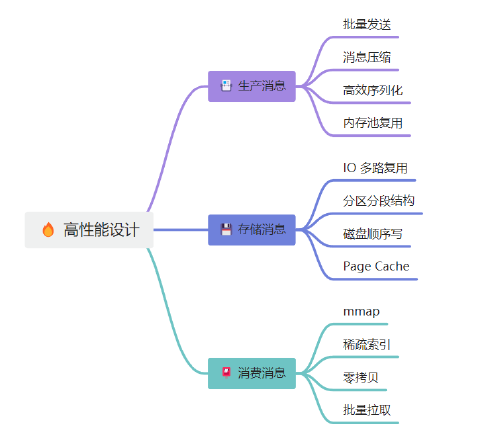 高性能设计
生产消息
批量发送
消息压缩
高效序列化
内存池复用
存储消息
IO 多路复用
分区分段结构
磁盘顺序写
Page Cache
消费消息
mmap
稀疏索引
零拷贝
批量拉取